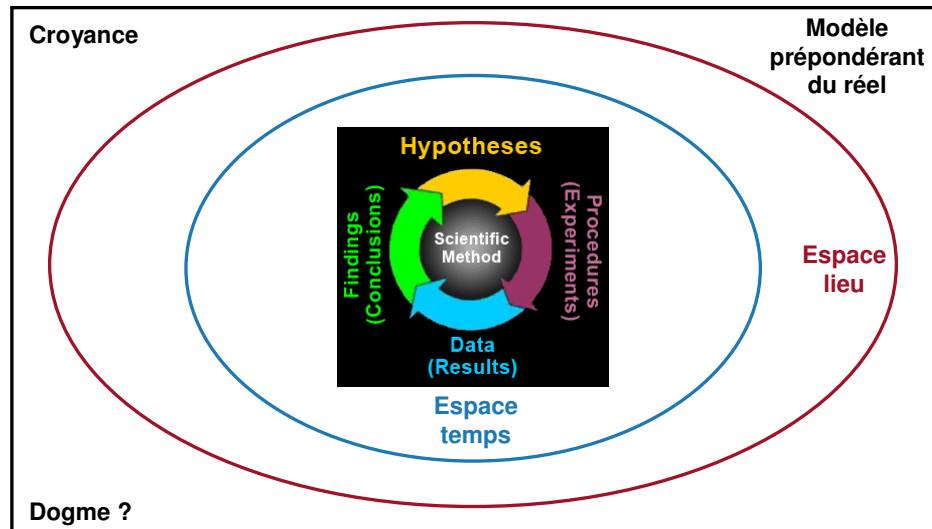 Croyance
Modèle
prépondérant
du réel
Hypotheses
Findings
(Conclusions)
Scientific
Method
Procedures
(Experiments)
Espace
lieu
Data
(Results)
Espace
temps
Dogme ?